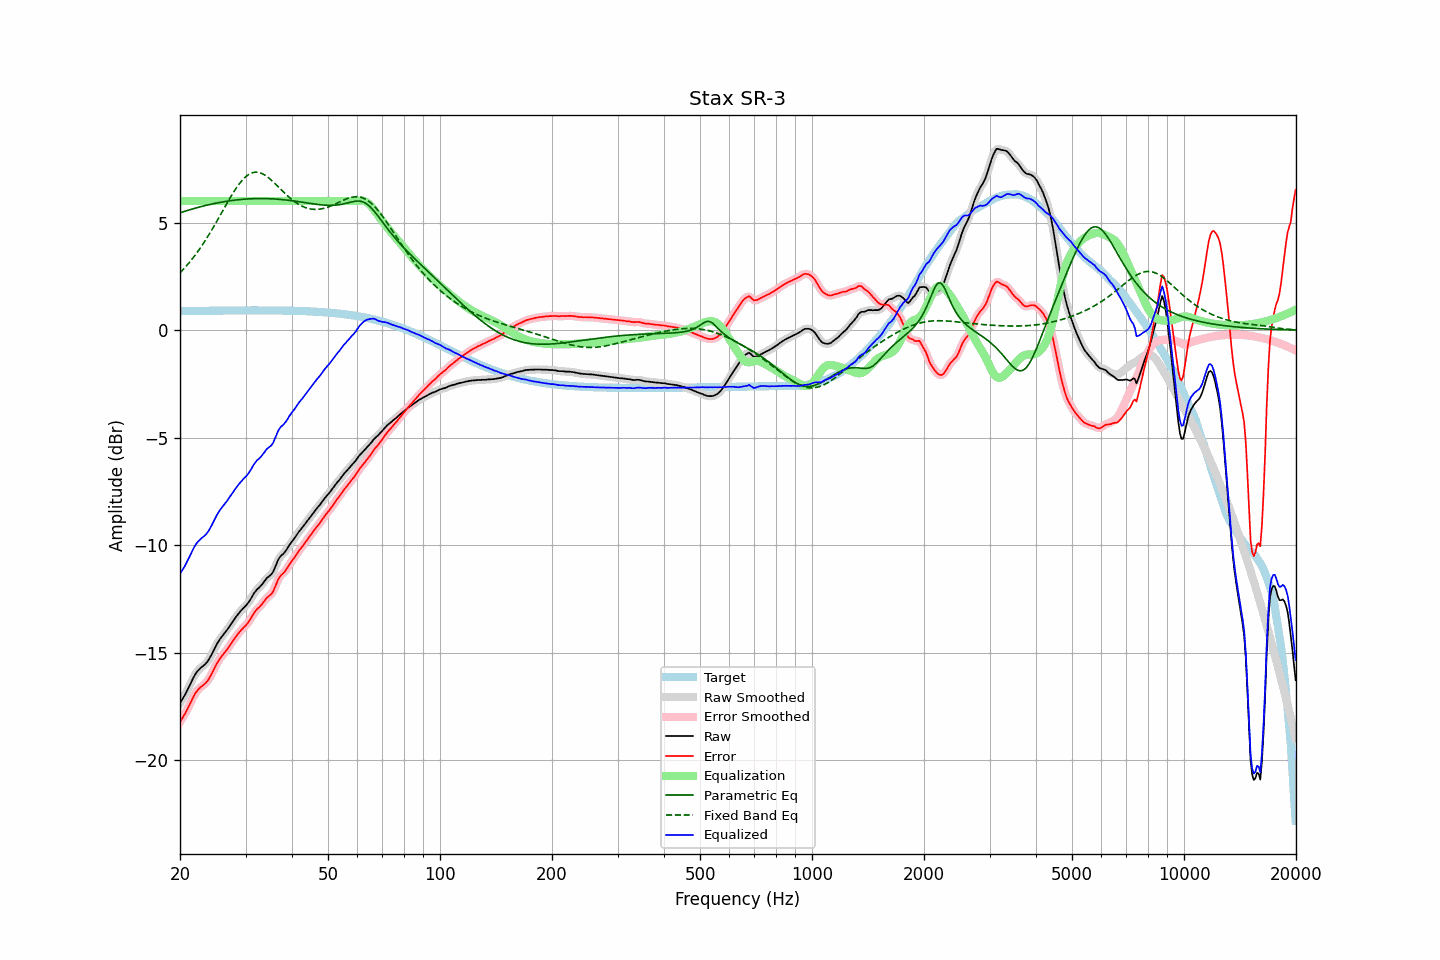 Stax SR-3
Amplitude (dBr)
5
0
−5
−10
−15
−20
Target
Raw Smoothed
Error Smoothed
Raw
Error
Equalization
Parametric Eq
Fixed Band Eq
Equalized
20 50 100 200 500 1000 2000 5000 10000 20000
Frequency (Hz)